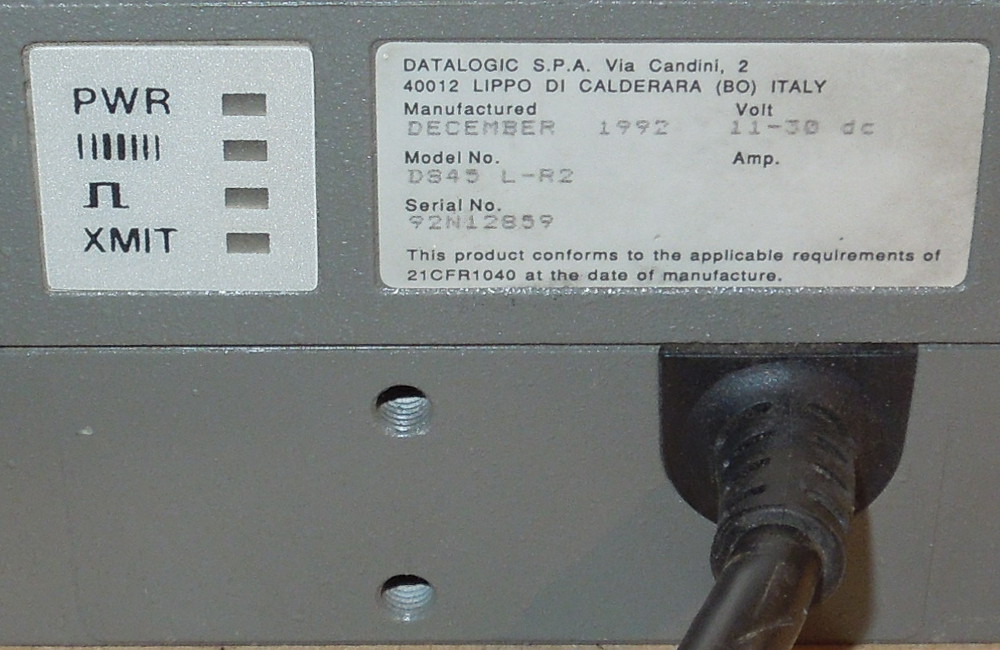 PWR
XMIT
DATALOGIC S.P.A. Via Candini, 2
40012 LIPPO DI CALDERARA (BO) ITALY
Manufactured Volt
DECEMBER 1992 11-30 dc
Model No. Amp.
DS45 L-R2
Serial No.
92N12859
This product conforms to the applicable requirements of
21CFR1040 at the date of manufacture.